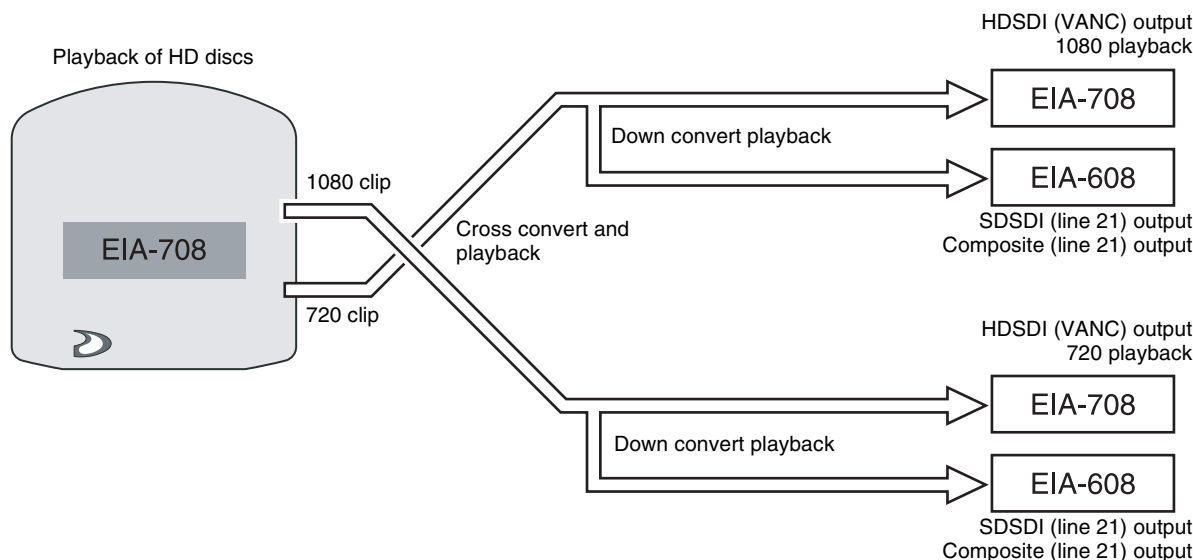 Playback of HD discs
EIA-708
1080 clip
720 clip
Cross convert and
playback
HDSDI (VANC) output
1080 playback
EIA-708
Down convert playback
EIA-608
SDSDI (line 21) output
Composite (line 21) output
HDSDI (VANC) output
720 playback
EIA-708
Down convert playback
EIA-608
SDSDI (line 21) output
Composite (line 21) output